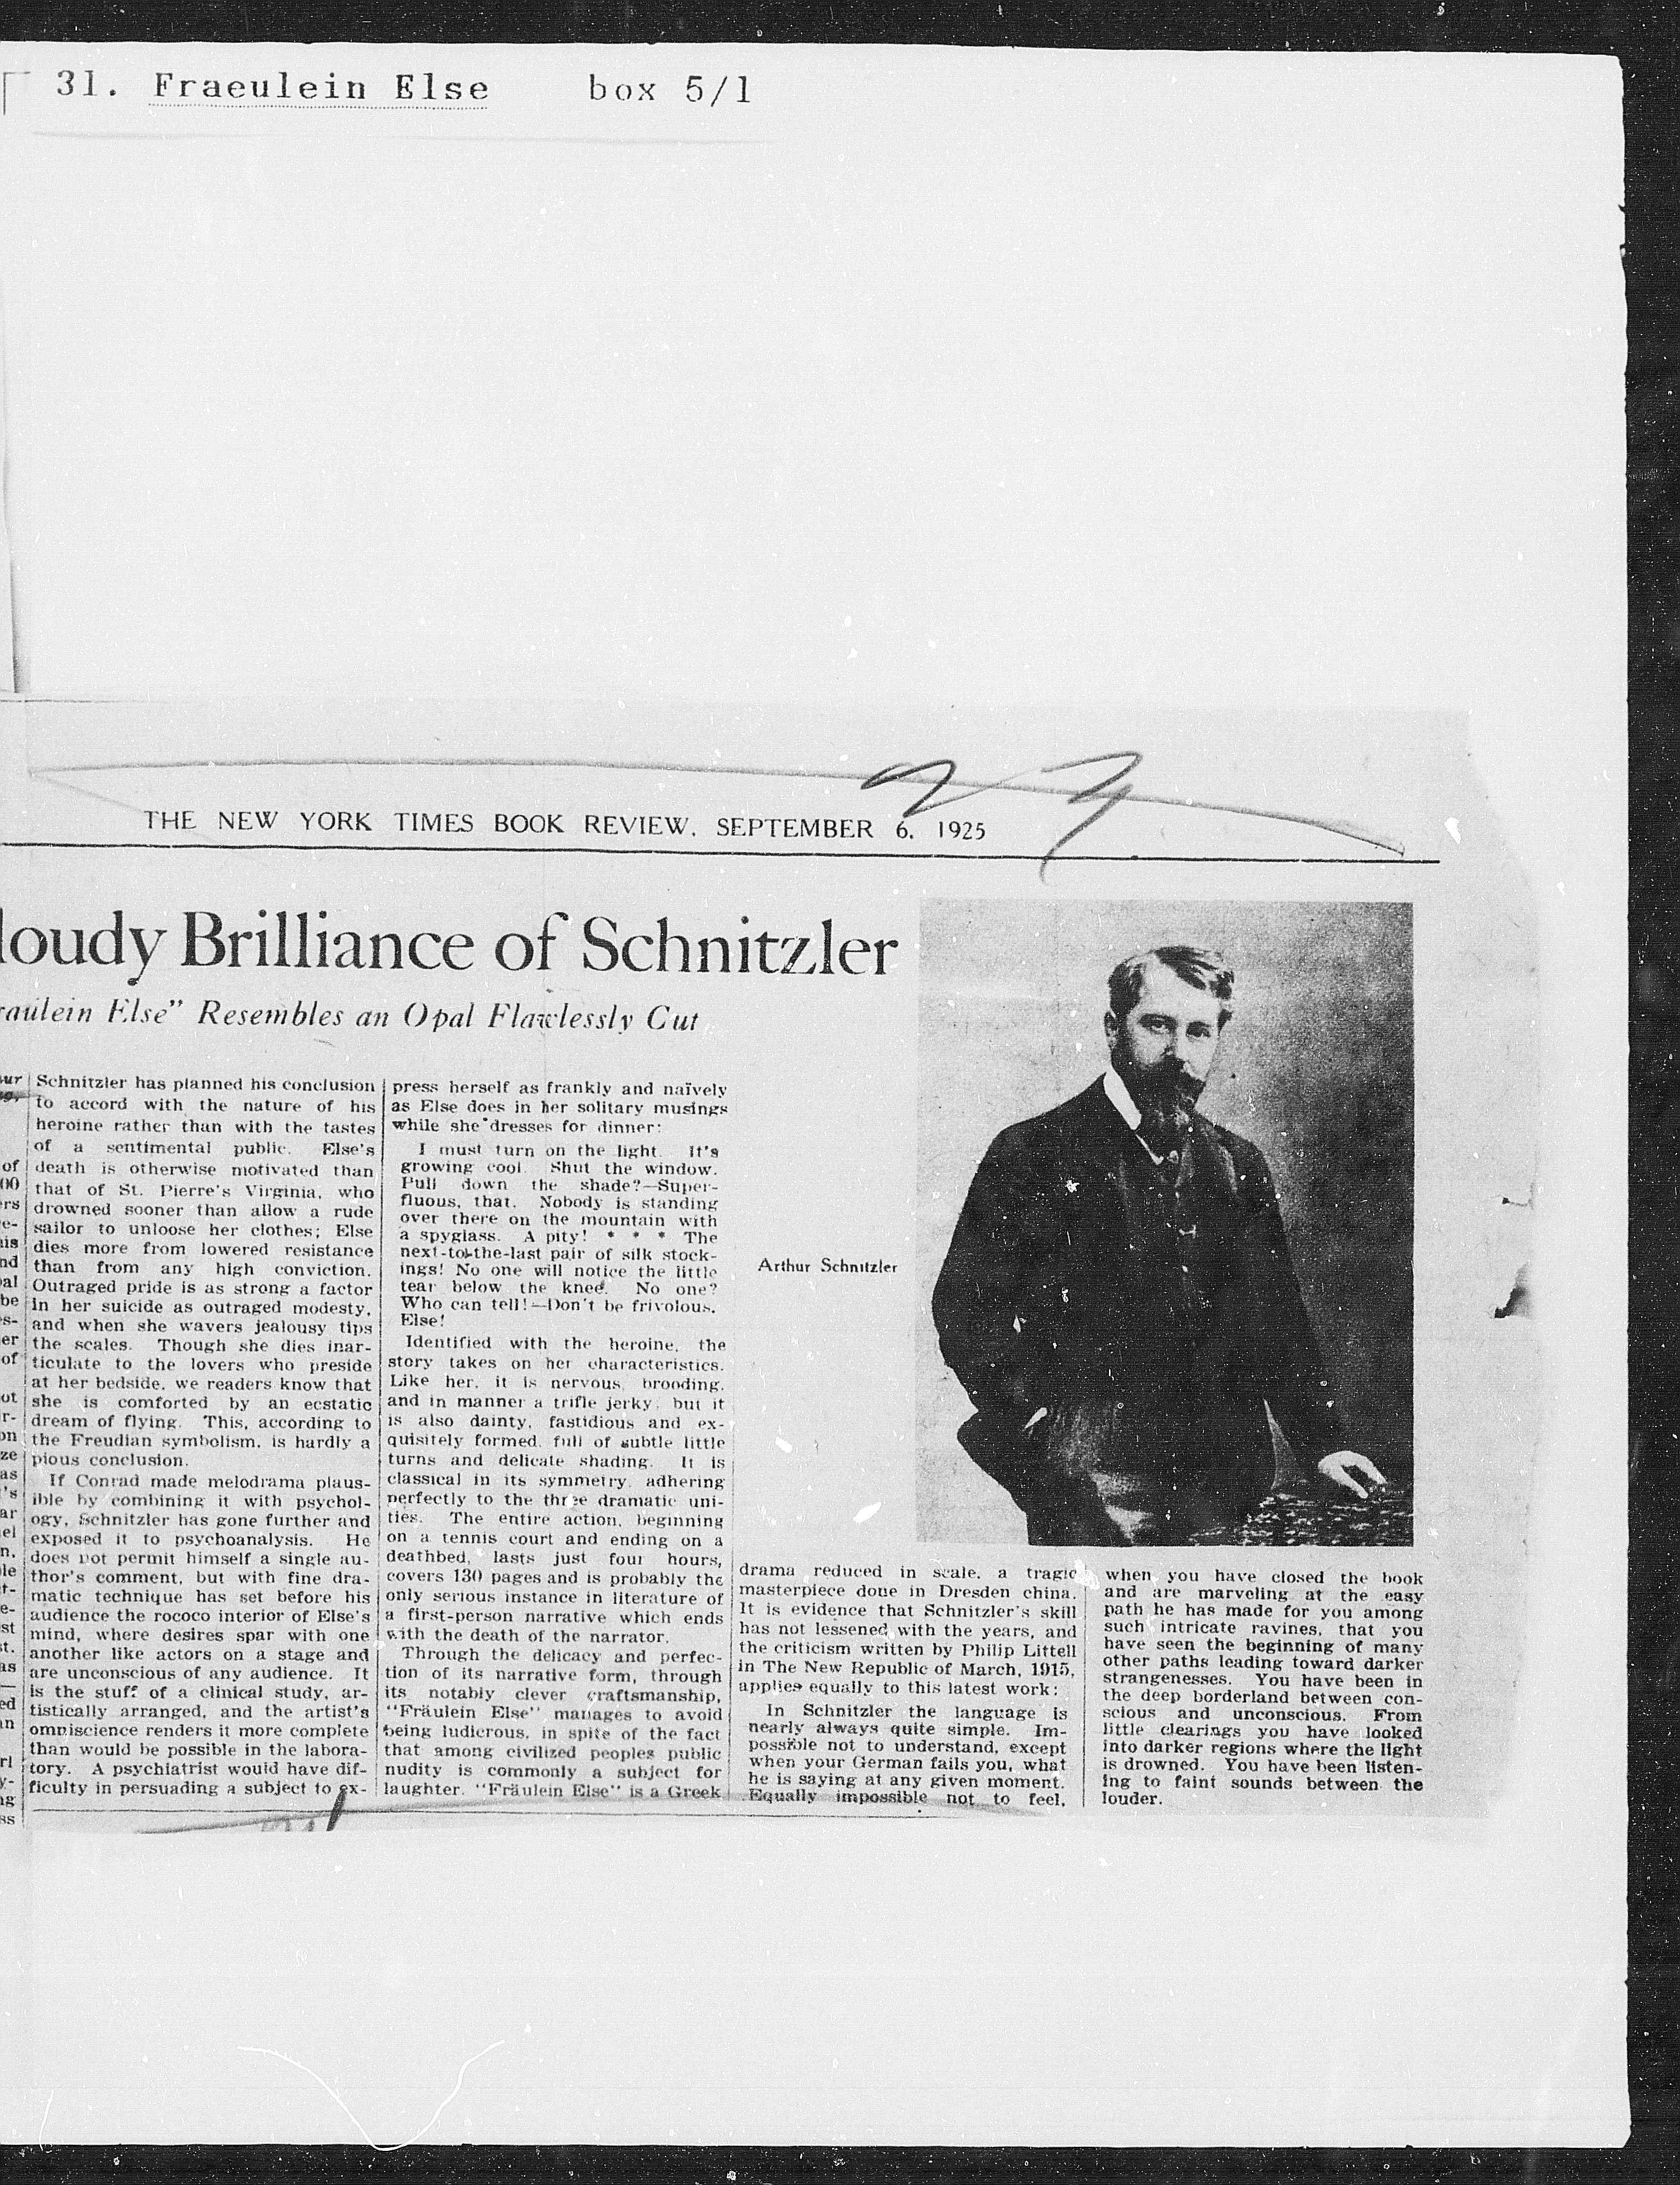 31. Fraeulein Else box 5/1
THE NEW YORK TIMES BOOK REVIEW. SEPTEMBER 6. 1925
loudy Brilliance of Schnitzler
raulein Else" Resembles an Opal Flawlessly Cut
of
00
ers
e-
his
nd
be
er
of
ot
r-
on
ze
as
's
ar
el
n,
le
t-
e-
st
st.
as
—
ed
an
rl
y-
ng
ss
Schnitzler has planned his conclusion
to accord with the nature of his
heroine rather than with the tastes
of a sentimental public. Else's
death is otherwise motivated than
that of St. Pierre's Virginia, who
drowned sooner than allow a rude
sailor to unloose her clothes; Else
dies more from lowered resistance
than from any high conviction.
Outraged pride is as strong a factor
in her suicide as outraged modesty,
and when she wavers jealousy tips
the scales. Though she dies inar-
ticulate to the lovers who preside
at her bedside, we readers know that
she is comforted by an ecstatic
dream of flying. This, according to
the Freudian symbolism, is hardly a
pious conclusion.
If Conrad made melodrama plaus-
ible by combining it with psychol-
ogy, Schnitzler has gone further and
exposed it to psychoanalysis. He
does not permit himself a single au-
thor's comment, but with fine dra-
matic technique has set before his
audience the rococo interior of Else's
mind, where desires spar with one
another like actors on a stage and
are unconscious of any audience. It
is the stuff of a clinical study, ar-
tistically arranged, and the artist's
omniscience renders it more complete
than would be possible in the labora-
tory. A psychiatrist would have dif-
ficulty in persuading a subject to ex-
press herself as frankly and naïvely
as Else does in her solitary musings
while she dresses for dinner:
I must turn on the light. It's
growing cool. Shut the window.
Pull down the shade?—Super-
fluous, that. Nobody is standing
over there on the mountain with
a spyglass. A pity! * * * The
next-to-the-last pair of silk stock-
ings! No one will notice the little
tear below the knee. No one?
Who can tell!—Don't be frivolous,
Else!
Identified with the heroine, the
story takes on her characteristics.
Like her, it is nervous, brooding,
and in manner a trifle jerky, but it
is also dainty, fastidious and ex-
quisitely formed, full of subtle little
turns and delicate shading. It is
classical in its symmetry, adhering
perfectly to the three dramatic uni-
ties. The entire action, beginning
on a tennis court and ending on a
deathbed, lasts just four hours,
covers 130 pages and is probably the
only serious instance in literature of
a first-person narrative which ends
with the death of the narrator.
Through the delicacy and perfec-
tion of its narrative form, through
its notably clever craftsmanship,
"Fräulein Else" manages to avoid
being ludicrous, in spite of the fact
that among civilized peoples public
nudity is commonly a subject for
laughter. "Fräulein Else" is a Greek
Arthur Schnitzler
drama reduced in scale, a tragic
masterpiece done in Dresden china.
It is evidence that Schnitzler's skill
has not lessened with the years, and
the criticism written by Philip Littell
in The New Republic of March, 1915,
applies equally to this latest work:
In Schnitzler the language is
nearly always quite simple. Im-
possible not to understand, except
when your German fails you, what
he is saying at any given moment.
Equally impossible not to feel,
when you have closed the book
and are marveling at the easy
path he has made for you among
such intricate ravines, that you
have seen the beginning of many
other paths leading toward darker
strangenesses. You have been in
the deep borderland between con-
scious and unconscious. From
little clearings you have looked
into darker regions where the light
is drowned. You have been listen-
ing to faint sounds between the
louder.